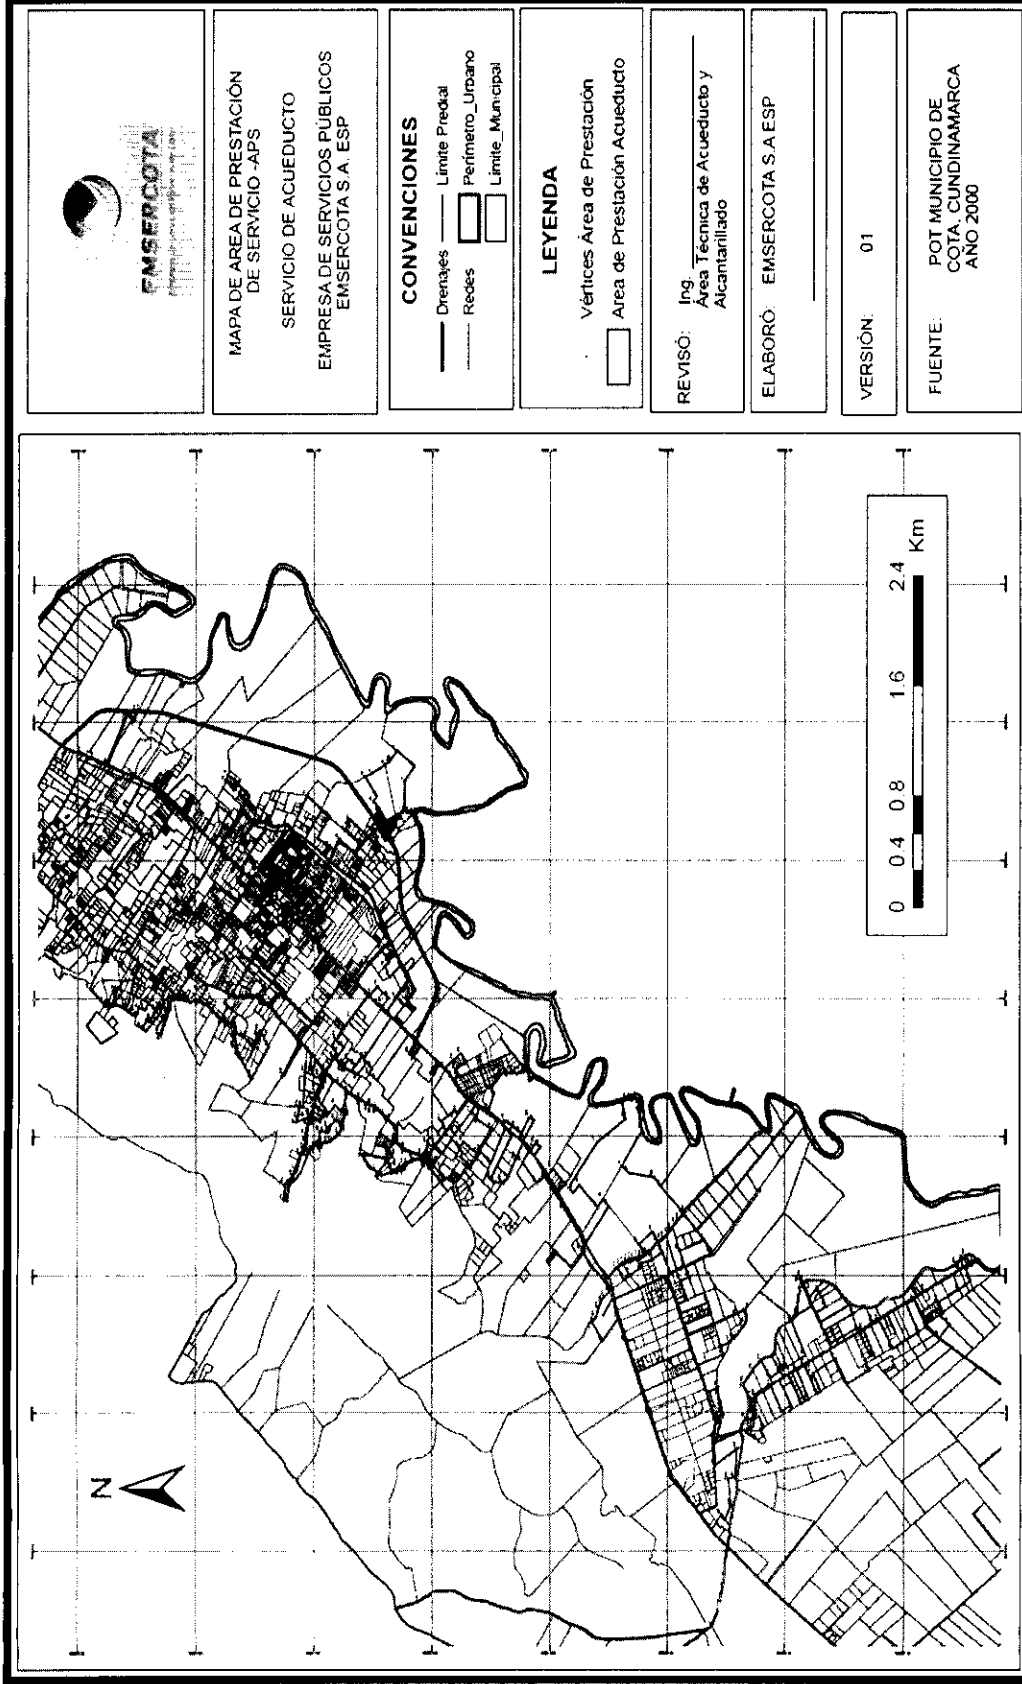 EMSERCOTA
MAPA DE AREA DE PRESTACIÓN
DE SERVICIO -APS
SERVICIO DE ACUEDUCTO
EMPRESA DE SERVICIOS PÚBLICOS
EMSERCOTA S.A. ESP
CONVENCIONES
Drenajes
Límite Predial
Redes
Perímetro_Urbano
Límite_Municipal
LEYENDA
Vértices Área de Prestación
Area de Prestación Acueducto
REVISÓ:
Ing.
Área Técnica de Acueducto y
Alcantarillado
ELABORÓ: EMSERCOTA S.A ESP
VERSIÓN: 01
FUENTE: POT MUNICIPIO DE
COTA, CUNDINAMARCA
AÑO 2000
N
0 0.4 0.8 1.6 2.4
Km